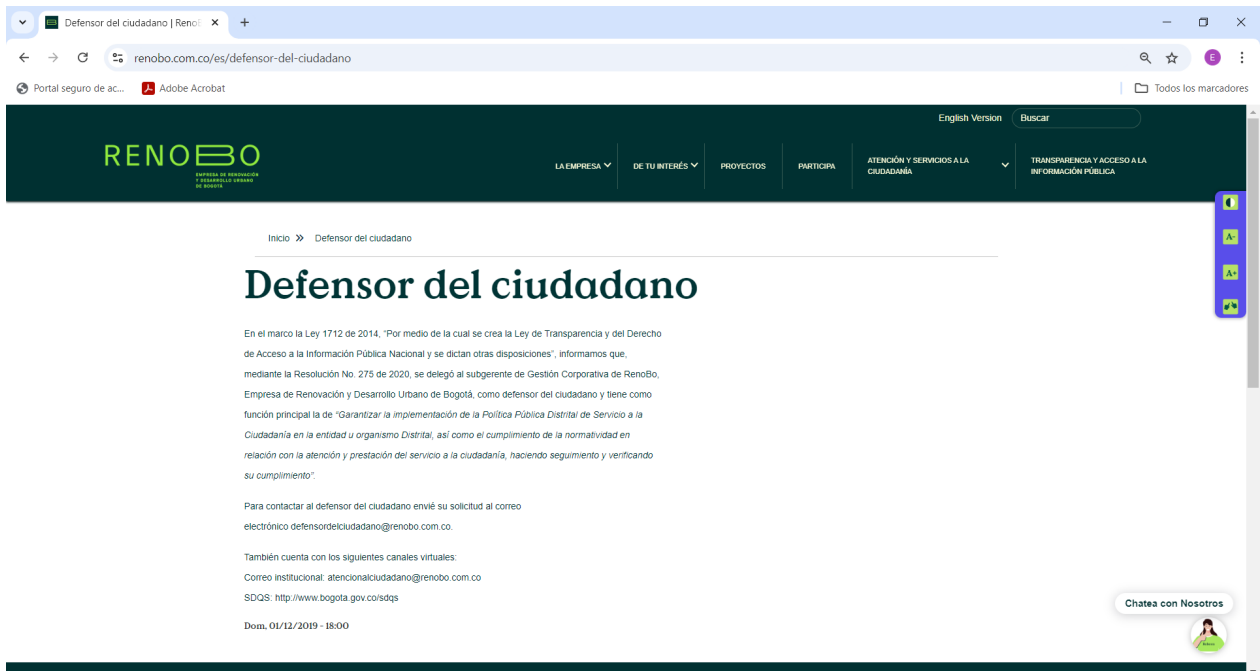 Defensor del ciudadano | Reno
renobo.com.co/es/defensor-del-ciudadano
E
Portal seguro de ac...
Adobe Acrobat
Todos los marcadores
English Version
Buscar
RENOBO
EMPRESA DE RENOVACIÓN
Y DESARROLLO URBANO
DE BOGOTÁ
LA EMPRESA
DE TU INTERÉS
PROYECTOS
PARTICIPA
ATENCIÓN Y SERVICIOS A LA
CIUDADANÍA
TRANSPARENCIA Y ACCESO A LA
INFORMACIÓN PÚBLICA
A-
A+
Inicio » Defensor del ciudadano
Defensor del ciudadano
En el marco la Ley 1712 de 2014, “Por medio de la cual se crea la Ley de Transparencia y del Derecho
de Acceso a la Información Pública Nacional y se dictan otras disposiciones”, informamos que,
mediante la Resolución No. 275 de 2020, se delegó al subgerente de Gestión Corporativa de RenoBo,
Empresa de Renovación y Desarrollo Urbano de Bogotá, como defensor del ciudadano y tiene como
función principal la de “Garantizar la implementación de la Política Pública Distrital de Servicio a la
Ciudadanía en la entidad u organismo Distrital, así como el cumplimiento de la normatividad en
relación con la atención y prestación del servicio a la ciudadanía, haciendo seguimiento y verificando
su cumplimiento”.
Para contactar al defensor del ciudadano envié su solicitud al correo
electrónico defensordelciudadano@renobo.com.co.
También cuenta con los siguientes canales virtuales:
Correo institucional: atencionalciudadano@renobo.com.co
SDQS: http://www.bogota.gov.co/sdqs
Dom, 01/12/2019 - 18:00
Chatea con Nosotros